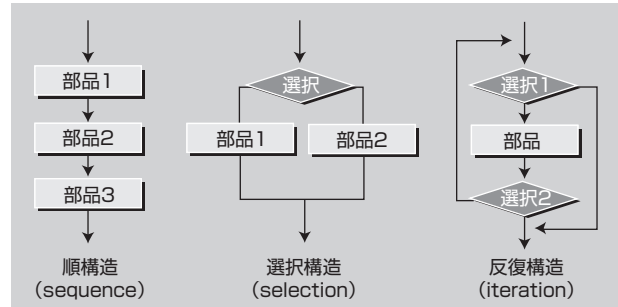 部品1
部品2
部品3
順構造
(sequence)
選択
部品1
部品2
選択構造
(selection)
選択1
部品
選択2
反復構造
(iteration)